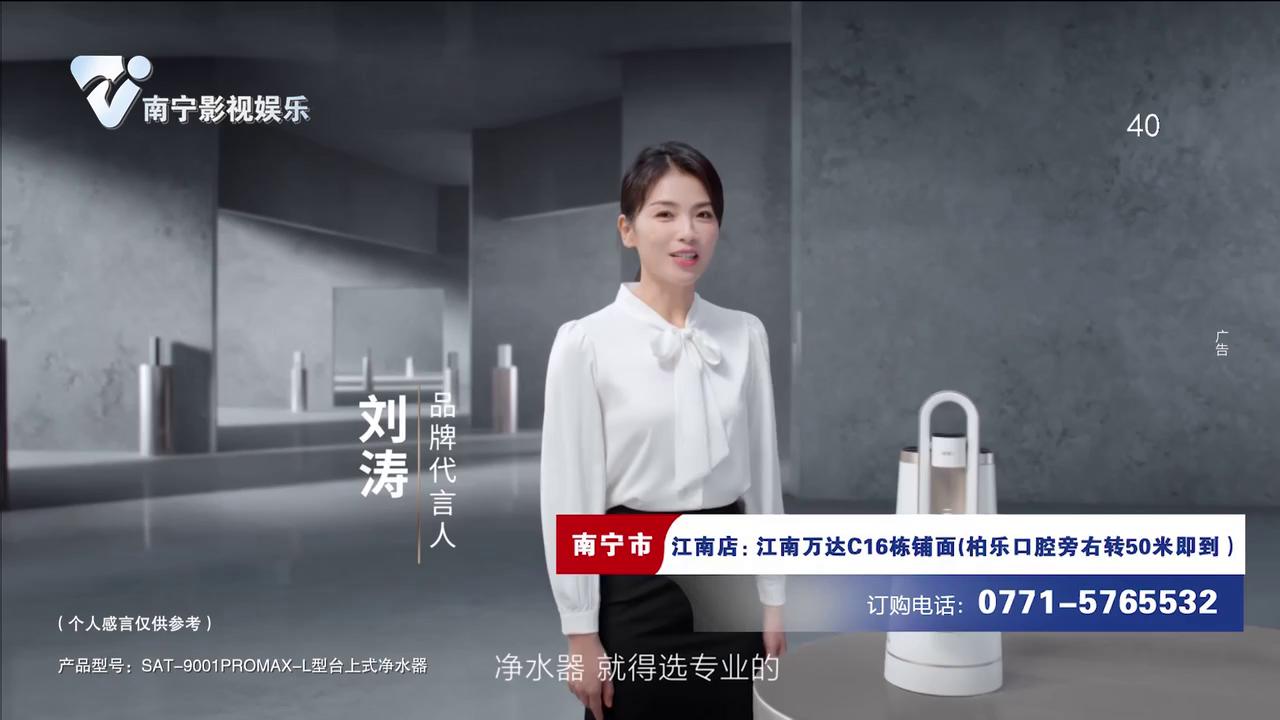 南宁影视娱乐
40
广告
刘涛
品牌代言人
南宁市
江南店：江南万达C16栋铺面(柏乐口腔旁右转50米即到）
订购电话：0771-5765532
（个人感言仅供参考）
产品型号：SAT-9001PROMAX-L型台上式净水器
净水器 就得选专业的